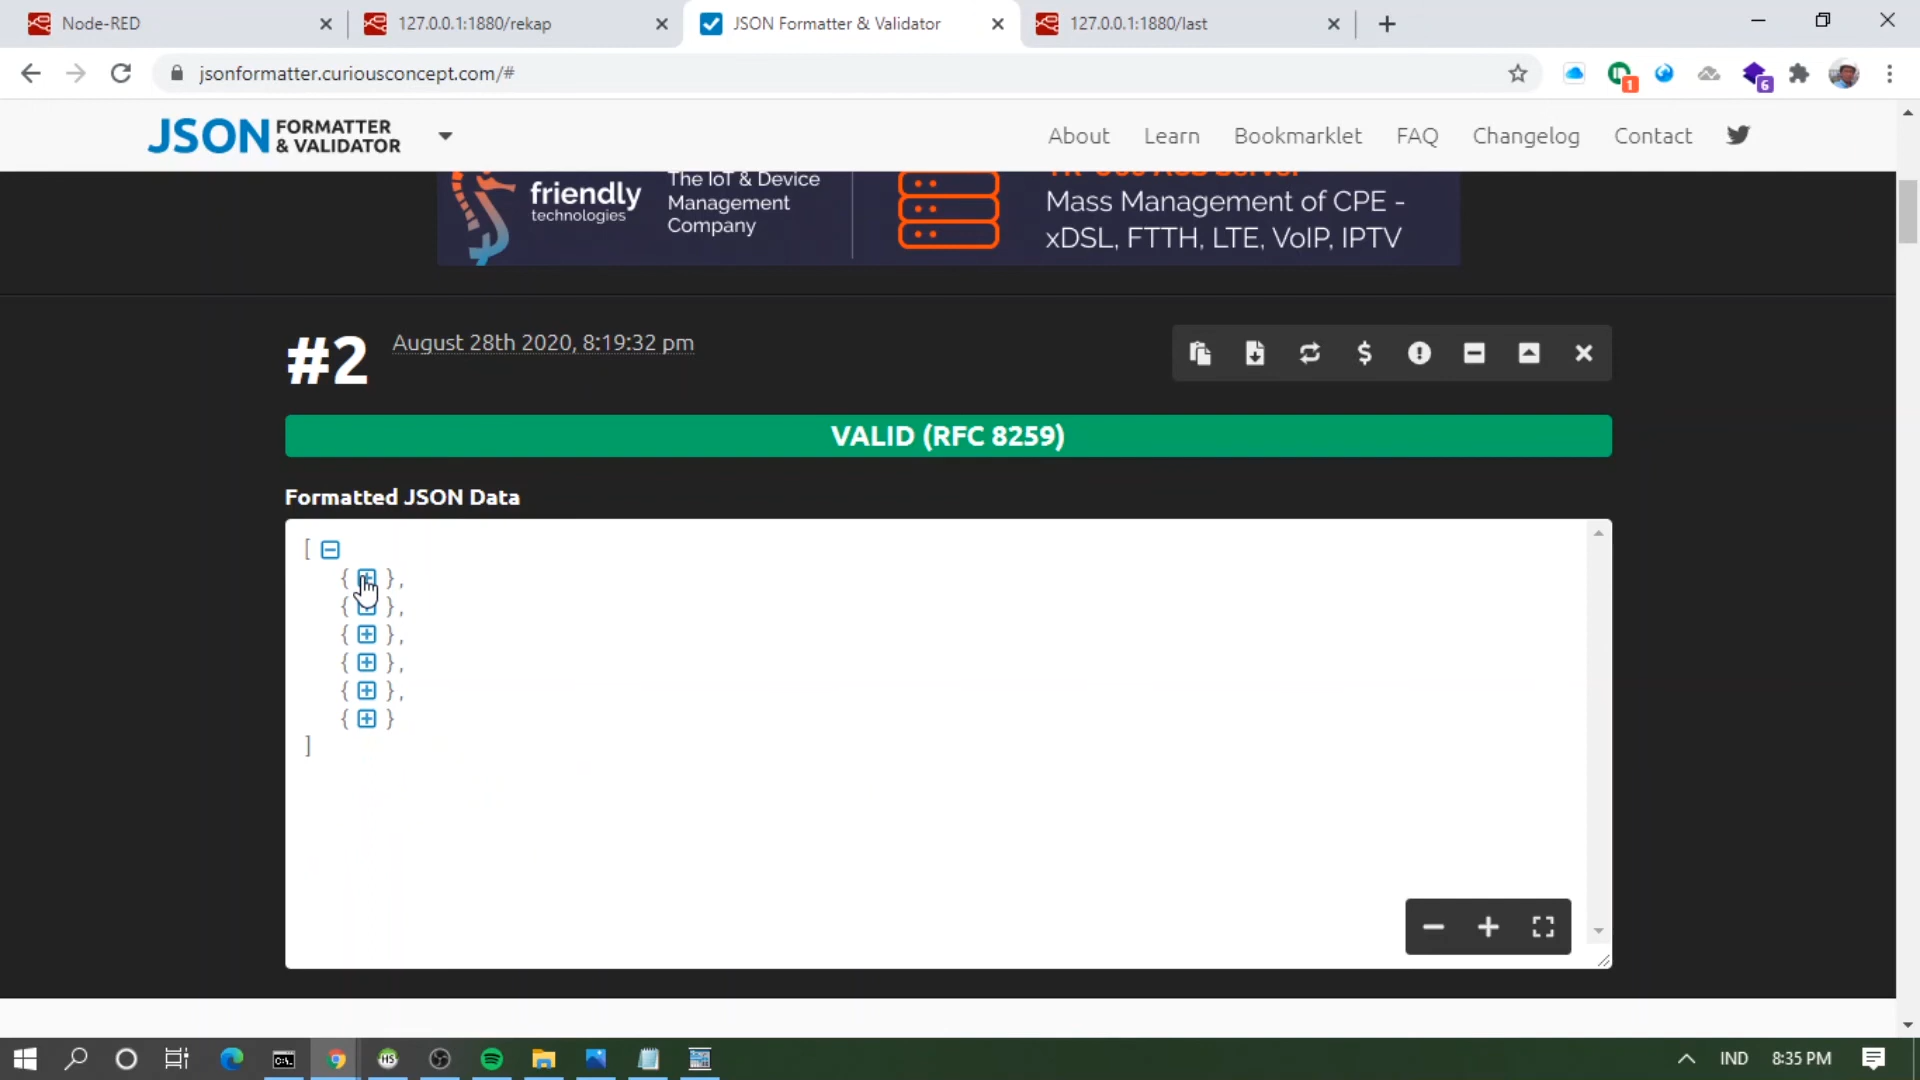 Node-RED
127.0.0.1:1880/rekap
JSON Formatter & Validator
127.0.0.1:1880/last
jsonformatter.curiousconcept.com/#
1
6
JSON FORMATTER & VALIDATOR
About
Learn
Bookmarklet
FAQ
Changelog
Contact
friendly
technologies
The IoT & Device
Management
Company
Mass Management of CPE -
xDSL, FTTH, LTE, VoIP, IPTV
#2
August 28th 2020, 8:19:32 pm
VALID (RFC 8259)
Formatted JSON Data
[
{ },
{ },
{ },
{ },
{ },
{ }
]
IND
8:35 PM